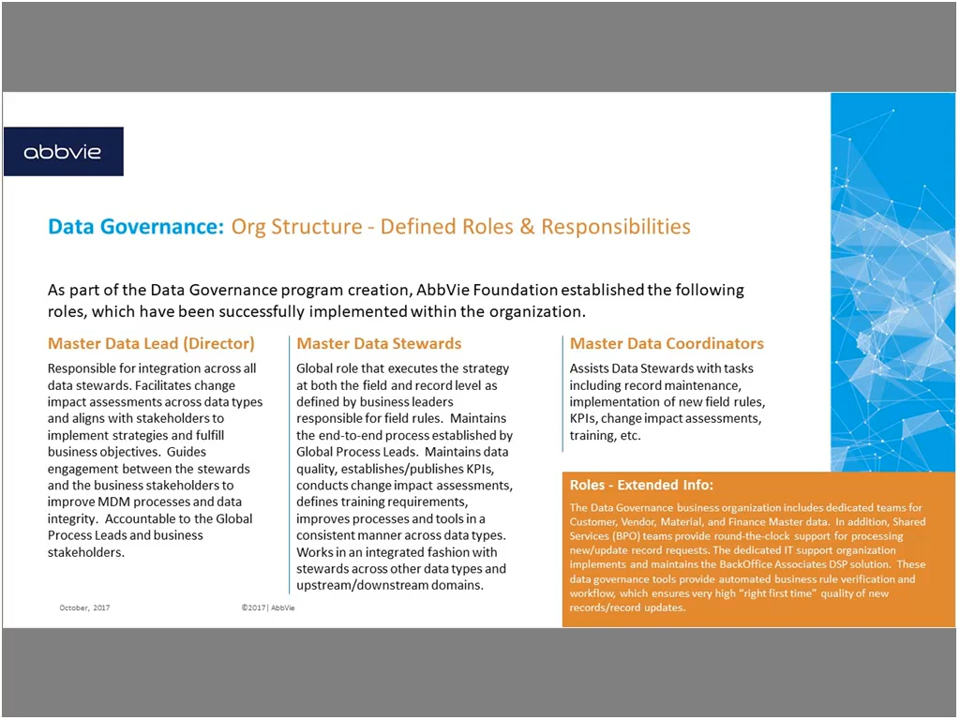 abbvie
Data Governance: Org Structure - Defined Roles & Responsibilities
As part of the Data Governance program creation, AbbVie Foundation established the following
roles, which have been successfully implemented within the organization.
Master Data Lead (Director)
Responsible for integration across all
data stewards. Facilitates change
impact assessments across data types
and aligns with stakeholders to
implement strategies and fulfill
business objectives. Guides
engagement between the stewards
and the business stakeholders to
improve MDM processes and data
integrity. Accountable to the Global
Process Leads and business
stakeholders.
Master Data Stewards
Global role that executes the strategy
at both the field and record level as
defined by business leaders
responsible for field rules. Maintains
the end-to-end process established by
Global Process Leads. Maintains data
quality, establishes/publishes KPIs,
conducts change impact assessments,
defines training requirements,
improves processes and tools in a
consistent manner across data types.
Works in an integrated fashion with
stewards across other data types and
upstream/downstream domains.
Master Data Coordinators
Assists Data Stewards with tasks
including record maintenance,
implementation of new field rules,
KPIs, change impact assessments,
training, etc.
Roles - Extended Info:
The Data Governance business organization includes dedicated teams for
Customer, Vendor, Material, and Finance Master data. In addition, Shared
Services (BPO) teams provide round-the-clock support for processing
new/update record requests. The dedicated IT support organization
implements and maintains the BackOffice Associates DSP solution. These
data governance tools provide automated business rule verification and
workflow, which ensures very high "right first time" quality of new
records/record updates.
October, 2017
©2017| AbbVie